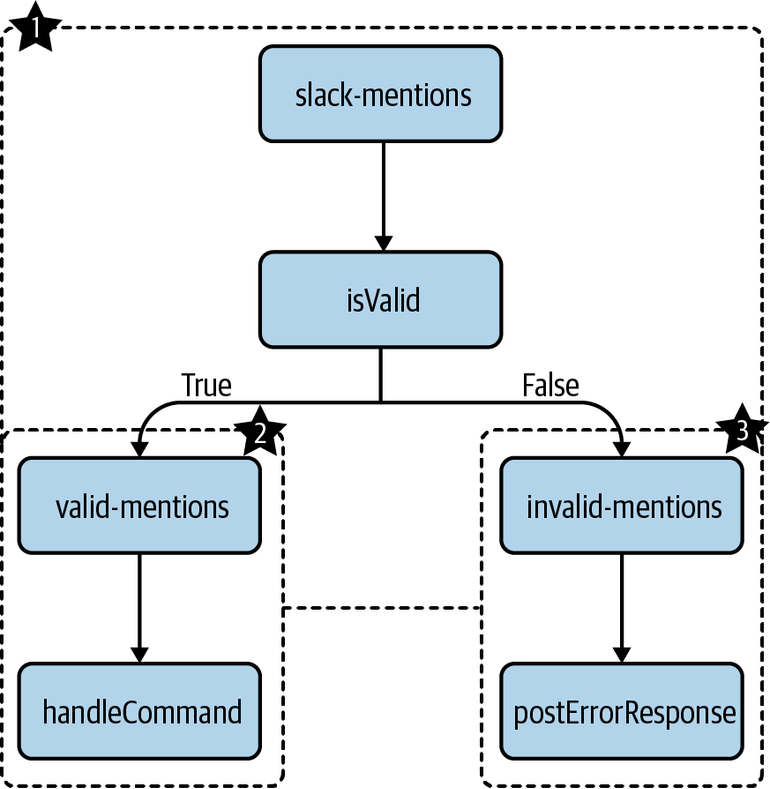 1
slack-mentions
isValid
True
False
2
3
valid-mentions
invalid-mentions
handleCommand
postErrorResponse